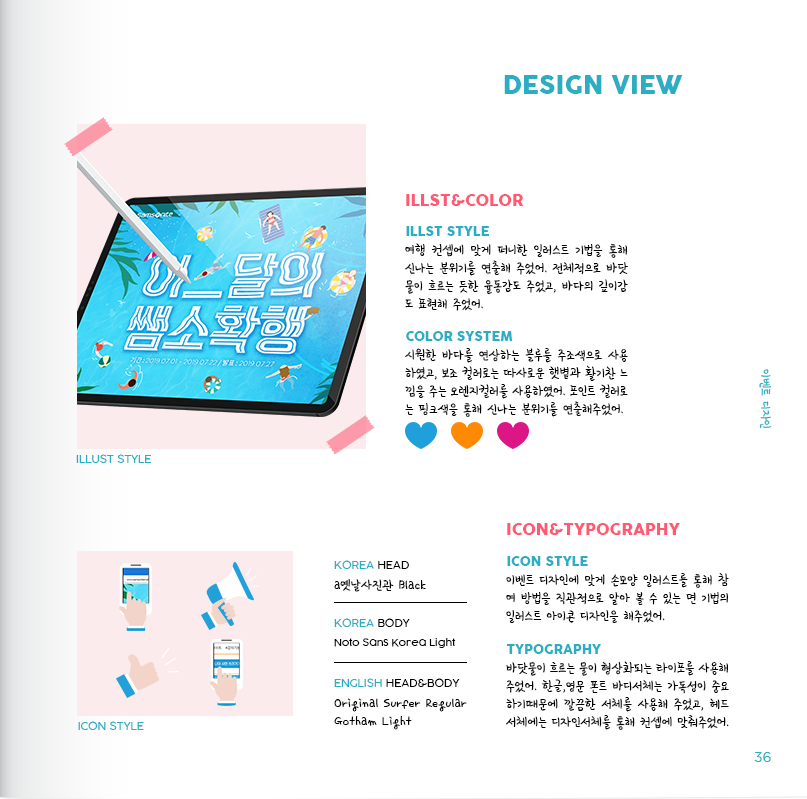 DESIGN VIEW
Samsonite
이_달의
쌤소확행
기간 : 2019.07.01 - 2019.07.22 / 발표 : 2019.07.27
ILLUST STYLE
ILLST&COLOR
ILLST STYLE
여행 컨셉에 맞게 떠니한 일러스트 기법을 통해
신나는 분위기를 연출해 주었어. 전체적으로 바닷
물이 흐르는 듯한 물동감도 주었고, 바다의 깊이감
도 표현해 주었어.
COLOR SYSTEM
시원한 바다를 연상하는 블루를 주조색으로 사용
하였고, 보조 컬러로는 따사로운 햇볕과 활기찬 느
낌을 주는 오렌지컬러를 사용하였어. 포인트 컬러로
는 핑크색을 통해 신나는 분위기를 연출해주었어.
이벤트 디자인
ICON STYLE
KOREA HEAD
a옛날사진관 Black
KOREA BODY
Noto Sans Korea Light
ENGLISH HEAD&BODY
Original Surfer Regular
Gotham Light
ICON&TYPOGRAPHY
ICON STYLE
이벤트 디자인에 맞게 손모양 일러스트를 통해 참
여 방법을 직관적으로 알아 볼 수 있는 면 기법의
일러스트 아이콘 디자인을 해주었어.
TYPOGRAPHY
바닷물이 흐르는 물이 형상화되는 타이포를 사용해
주었어. 한글,영문 폰트 바디서체는 가독성이 중요
하기때문에 깔끔한 서체를 사용해 주었고, 헤드
서체에는 디자인서체를 통해 컨셉에 맞춰주었어.
36